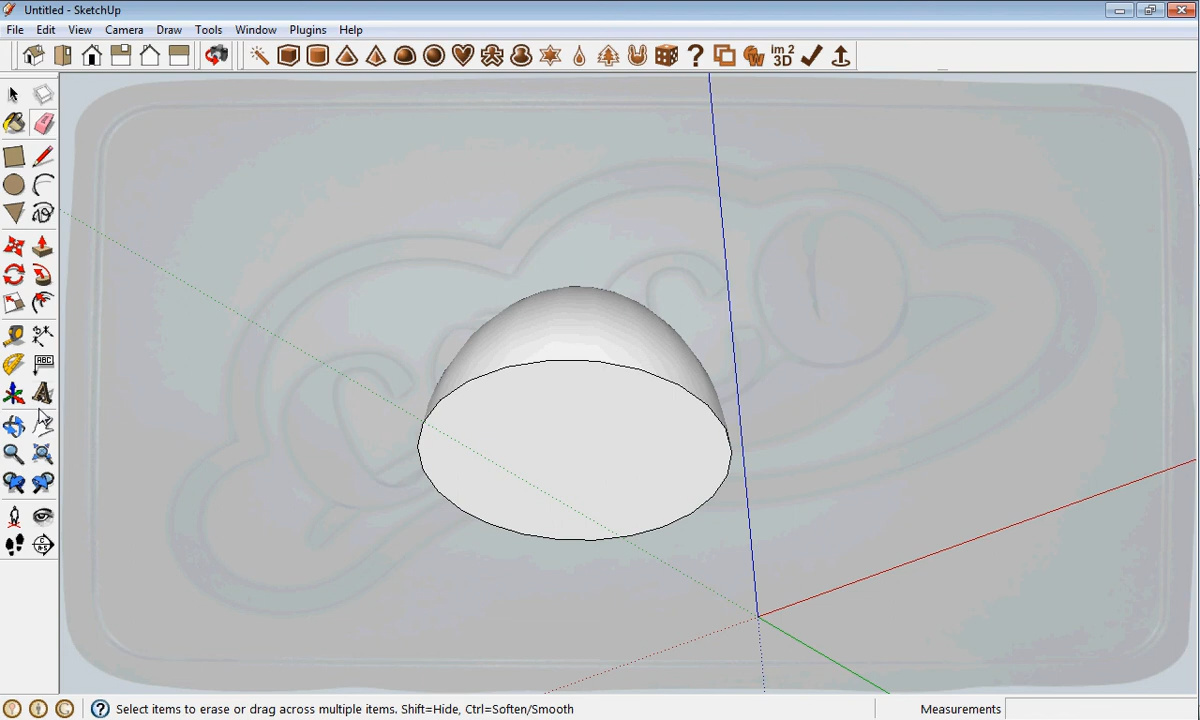 Untitled - SketchUp
File Edit View Camera Draw Tools Window Plugins Help
? im 2
3D
ABC
A
? Select items to erase or drag across multiple items. Shift=Hide, Ctrl=Soften/Smooth Measurements